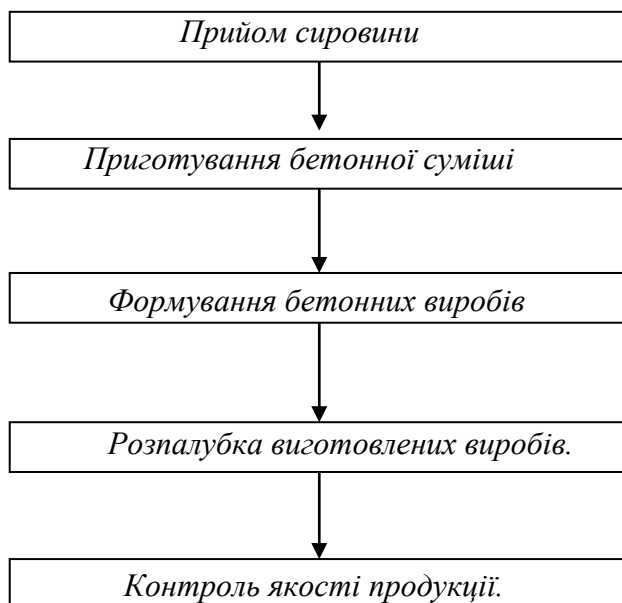 Прийом сировини
Приготування бетонної суміші
Формування бетонних виробів
Розпалубка виготовлених виробів.
Контроль якості продукції.